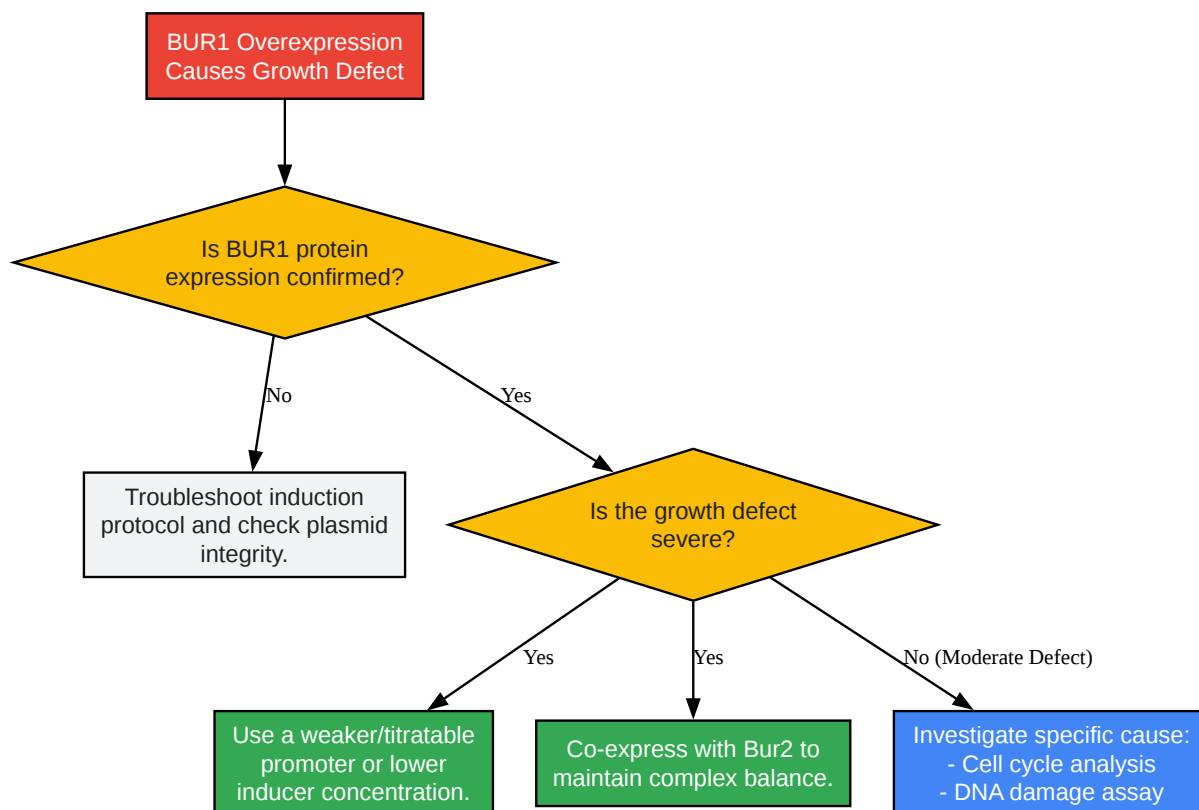 BUR1 Overexpression
Causes Growth Defect
Is BUR1 protein
expression confirmed?
No
Yes
Troubleshoot induction
protocol and check plasmid
integrity.
Is the growth defect
severe?
Yes
Yes
No (Moderate Defect)
Use a weaker/titratable
promoter or lower
inducer concentration.
Co-express with Bur2 to
maintain complex balance.
Investigate specific cause:
- Cell cycle analysis
- DNA damage assay